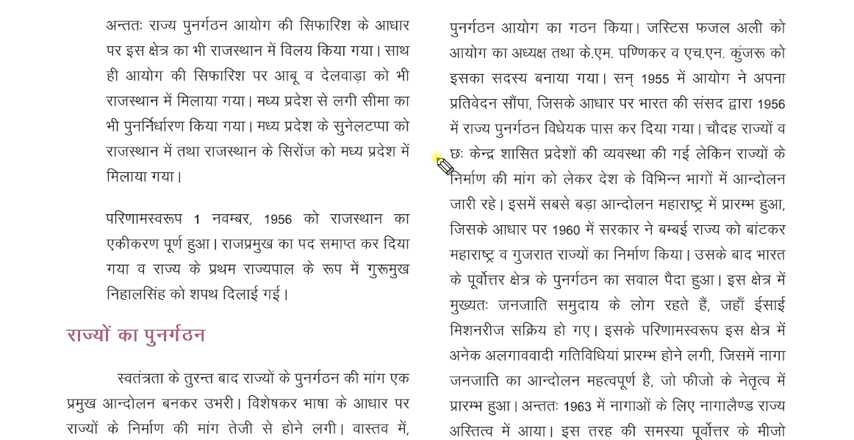 अन्ततः राज्य पुनर्गठन आयोग की सिफारिश के आधार
पर इस क्षेत्र का भी राजस्थान में विलय किया गया। साथ
ही आयोग की सिफारिश पर आबू व देलवाड़ा को भी
राजस्थान में मिलाया गया। मध्य प्रदेश से लगी सीमा का
भी पुनर्निर्धारण किया गया। मध्य प्रदेश के सुनेलटप्पा को
राजस्थान में तथा राजस्थान के सिरोंज को मध्य प्रदेश में
मिलाया गया।
परिणामस्वरूप 1 नवम्बर, 1956 को राजस्थान का
एकीकरण पूर्ण हुआ। राजप्रमुख का पद समाप्त कर दिया
गया व राज्य के प्रथम राज्यपाल के रूप में गुरूमुख
निहालसिंह को शपथ दिलाई गई।
राज्यों का पुनर्गठन
स्वतंत्रता के तुरन्त बाद राज्यों के पुनर्गठन की मांग एक
प्रमुख आन्दोलन बनकर उभरी। विशेषकर भाषा के आधार पर
राज्यों के निर्माण की मांग तेजी से होने लगी। वास्तव में,
पुनर्गठन आयोग का गठन किया। जस्टिस फजल अली को
आयोग का अध्यक्ष तथा के.एम. पण्णिकर व एच.एन. कुंजरू को
इसका सदस्य बनाया गया। सन् 1955 में आयोग ने अपना
प्रतिवेदन सौंपा, जिसके आधार पर भारत की संसद द्वारा 1956
में राज्य पुनर्गठन विधेयक पास कर दिया गया। चौदह राज्यों व
छः केन्द्र शासित प्रदेशों की व्यवस्था की गई लेकिन राज्यों के
निर्माण की मांग को लेकर देश के विभिन्न भागों में आन्दोलन
जारी रहे। इसमें सबसे बड़ा आन्दोलन महाराष्ट्र में प्रारम्भ हुआ,
जिसके आधार पर 1960 में सरकार ने बम्बई राज्य को बांटकर
महाराष्ट्र व गुजरात राज्यों का निर्माण किया। उसके बाद भारत
के पूर्वोत्तर क्षेत्र के पुनर्गठन का सवाल पैदा हुआ। इस क्षेत्र में
मुख्यतः जनजाति समुदाय के लोग रहते हैं, जहाँ ईसाई
मिशनरीज सक्रिय हो गए। इसके परिणामस्वरूप इस क्षेत्र में
अनेक अलगाववादी गतिविधियां प्रारम्भ होने लगी, जिसमें नागा
जनजाति का आन्दोलन महत्वपूर्ण है, जो फीजो के नेतृत्व में
प्रारम्भ हुआ। अन्ततः 1963 में नागाओं के लिए नागालैण्ड राज्य
अस्तित्व में आया। इस तरह की समस्या पूर्वोत्तर के मीजो